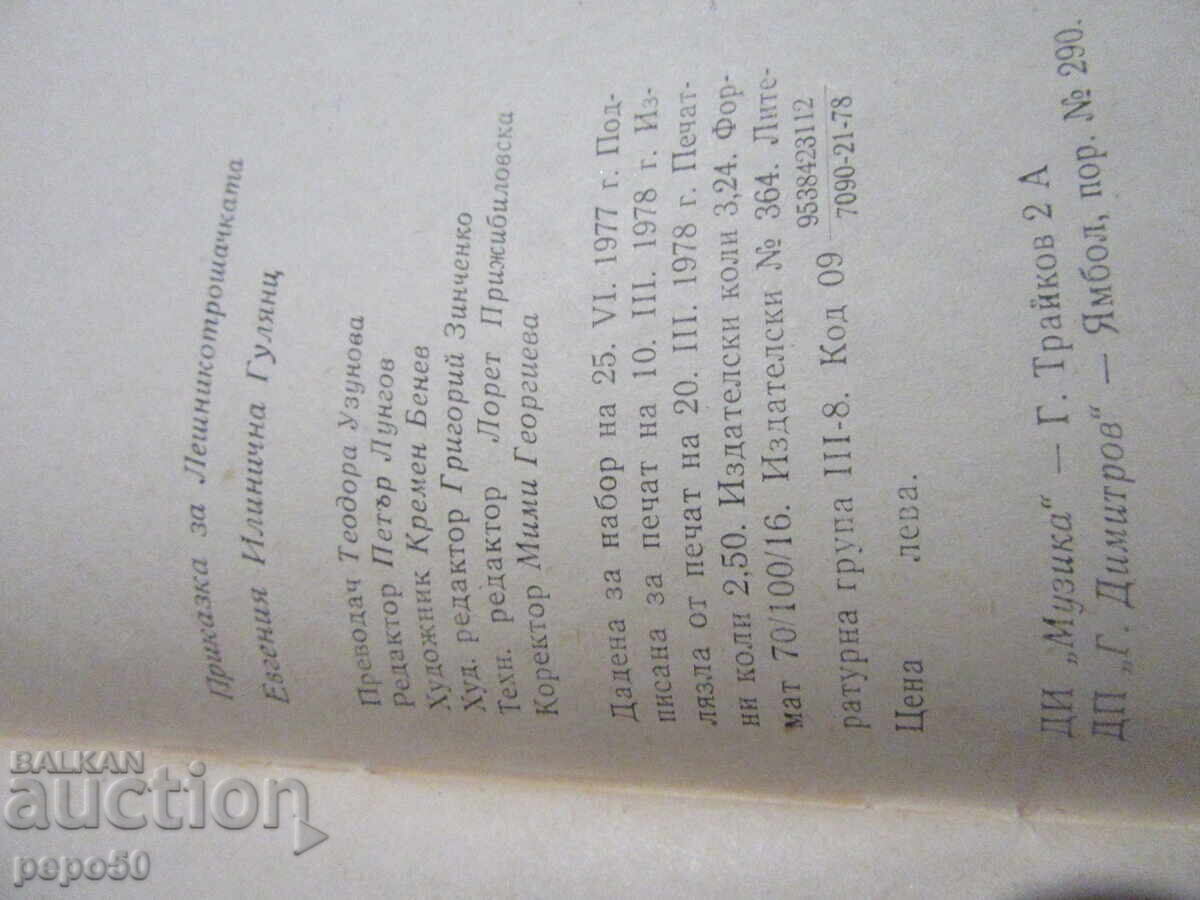 Приказка за Лешникотрошачката
Евгения Илинична Гулянц
Преводач Теодора Узунова
Редактор Петър Лунгов
Художник Кремен Бенев
Худ. редактор Григорий Зинченко
Техн. редактор Лорет Прижибиловска
Коректор Мими Георгиева
Дадена за набор на 25. VI. 1977 г. Под-
писана за печат на 10. III. 1978 г. Из-
лязла от печат на 20. III. 1978 г. Печат-
ни коли 2,50. Издателски коли 3,24. Фор-
мат 70/100/16. Издателски № 364. Лите-
ратурна група III-8. Код 09 9538423112
7090-21-78
Цена лева.
ДИ „Музика“ — Г. Трайков 2 А
ДП „Г. Димитров“ — Ямбол, пор. № 290.
BALKAN
auction
pepo50